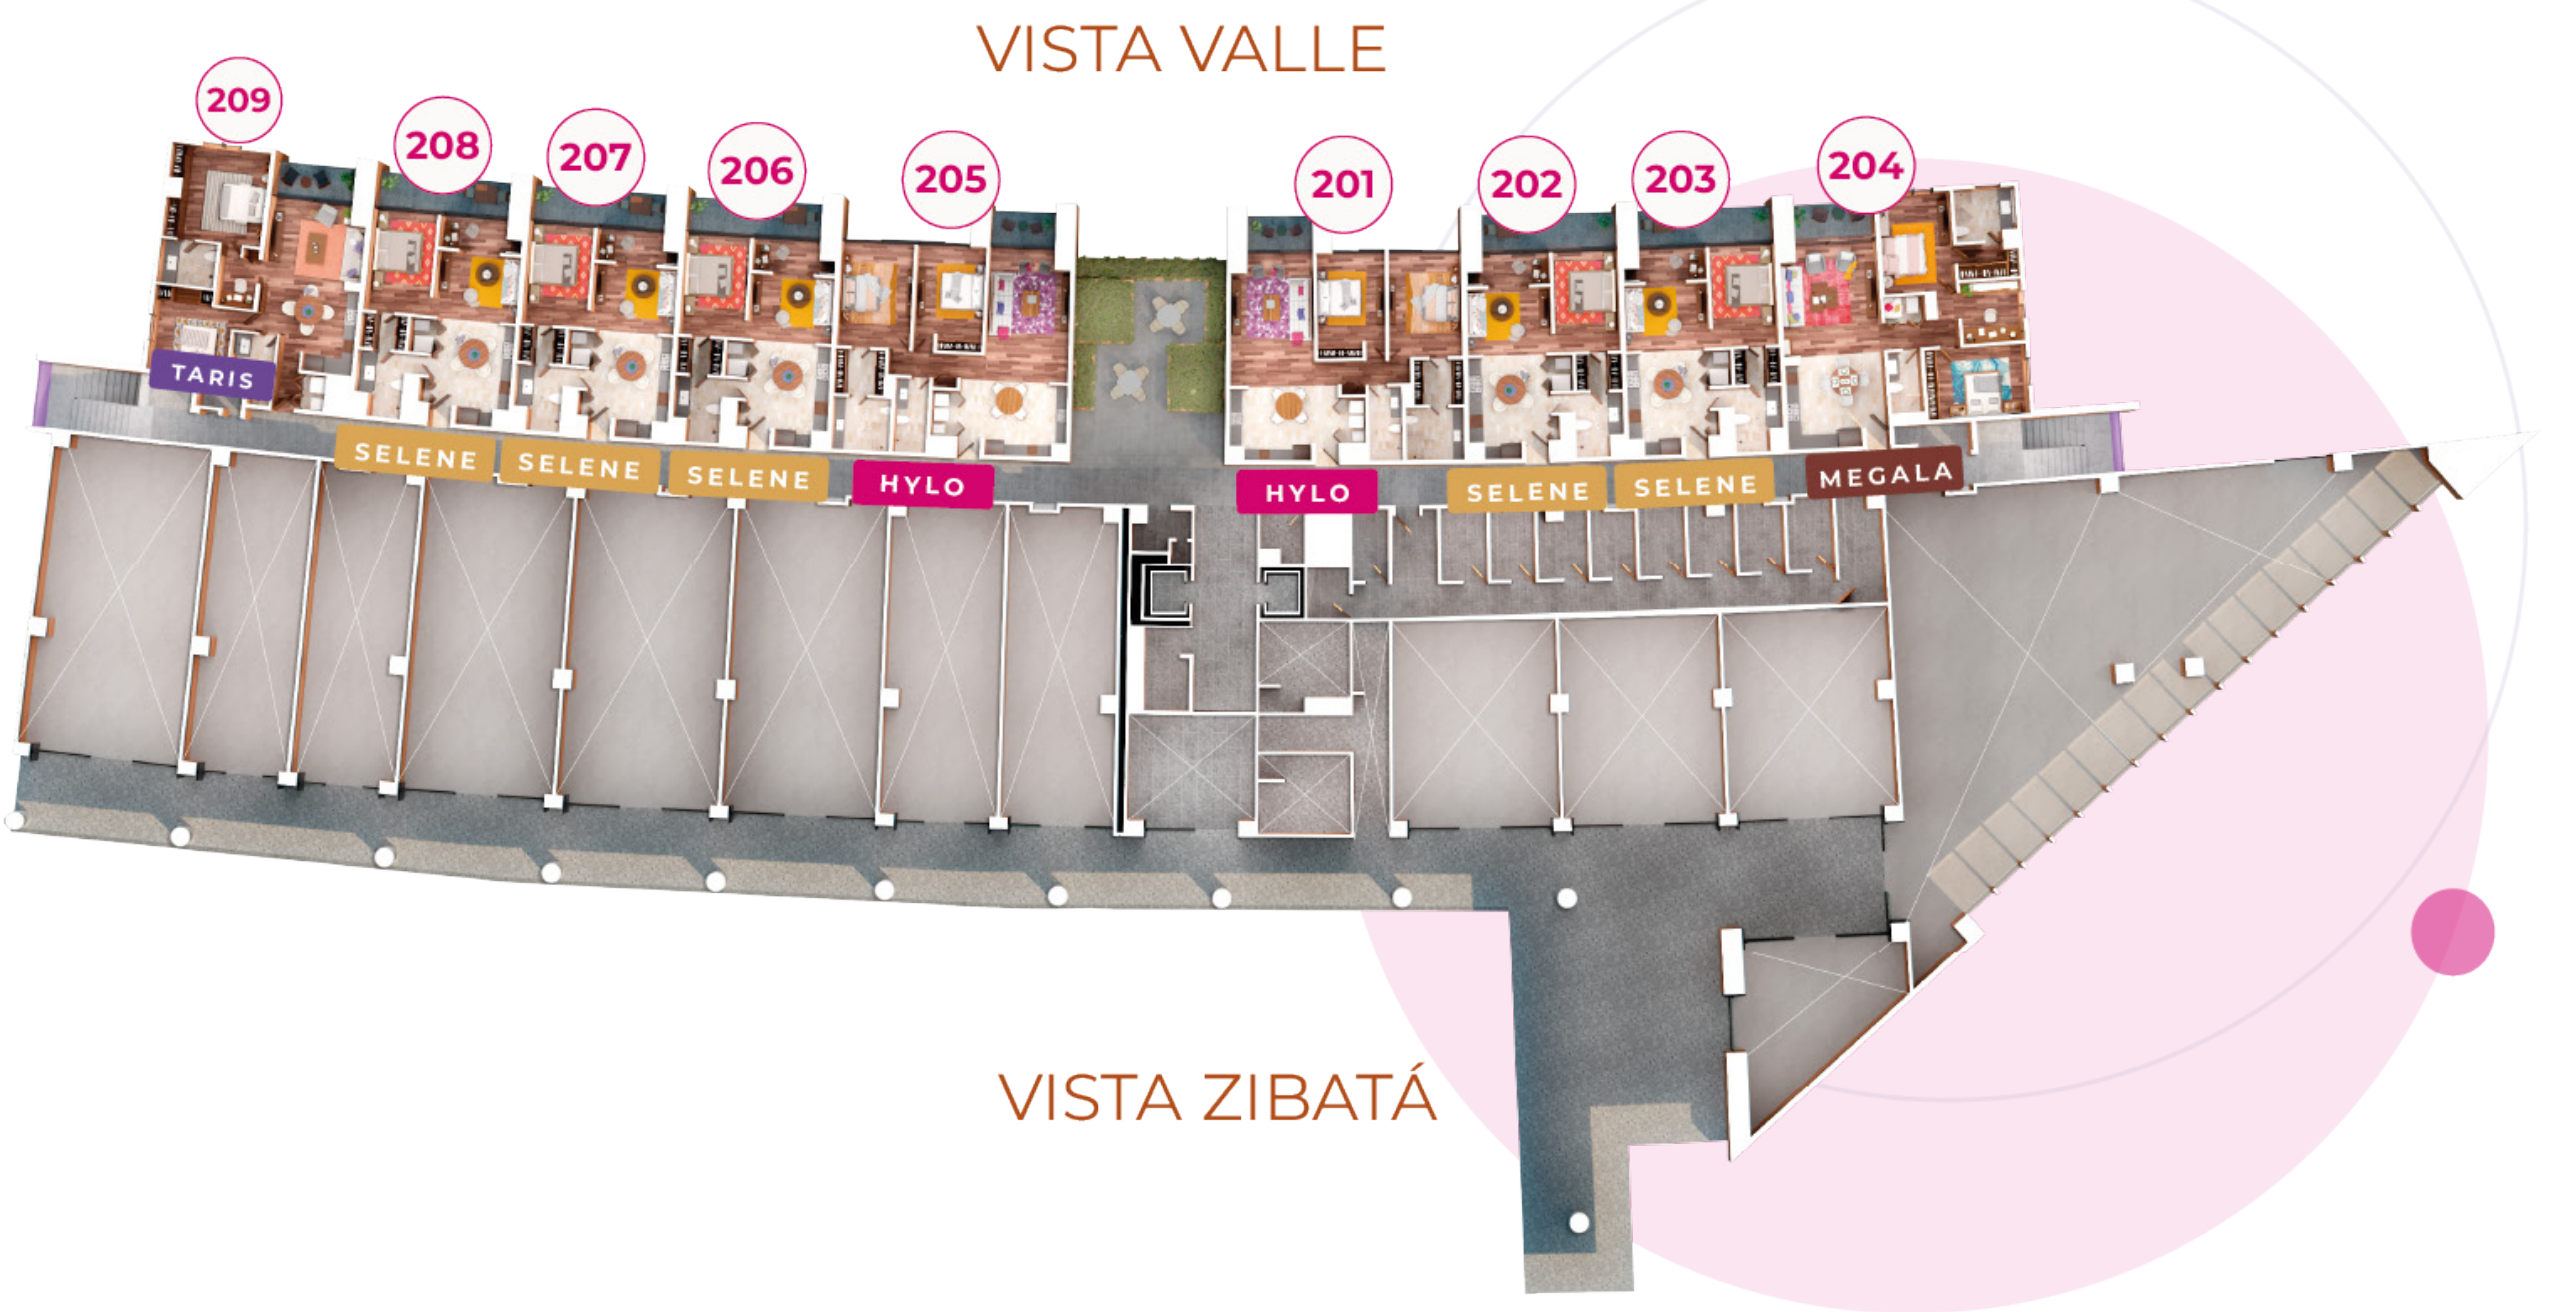 VISTA VALLE
209
208
207
206
205
201
202
203
204
TARIS
SELENE
SELENE
SELENE
HYLO
HYLO
SELENE
SELENE
MEGALA
VISTA ZIBATÁ